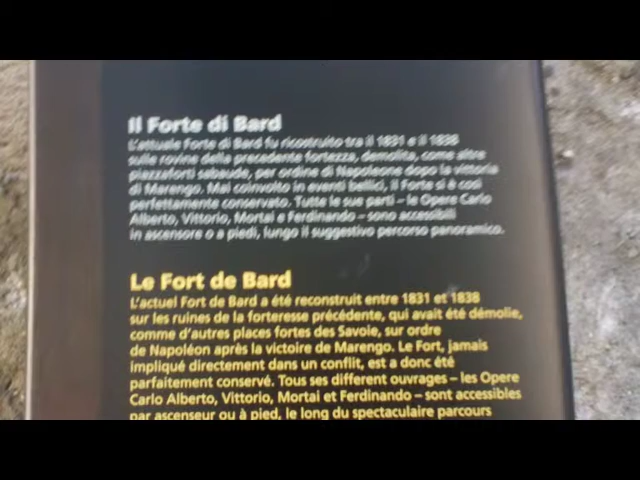 Il Forte di Bard
L'attuale Forte di Bard fu ricostruito tra il 1831 e il 1838
sulle rovine della precedente fortezza, demolita, come altre
piazzeforti sabaude, per ordine di Napoleone dopo la vittoria
di Marengo. Mai coinvolto in eventi bellici, il Forte si è così
perfettamente conservato. Tutte le sue parti – le Opere Carlo
Alberto, Vittorio, Mortai e Ferdinando – sono accessibili
in ascensore o a piedi, lungo il suggestivo percorso panoramico.
Le Fort de Bard
L'actuel Fort de Bard a été reconstruit entre 1831 et 1838
sur les ruines de la forteresse précédente, qui avait été démolie,
comme d'autres places fortes des Savoie, sur ordre
de Napoléon après la victoire de Marengo. Le Fort, jamais
impliqué directement dans un conflit, est a donc été
parfaitement conservé. Tous ses different ouvrages – les Opere
Carlo Alberto, Vittorio, Mortai et Ferdinando – sont accessibles
par ascenseur ou à pied, le long du spectaculaire parcours